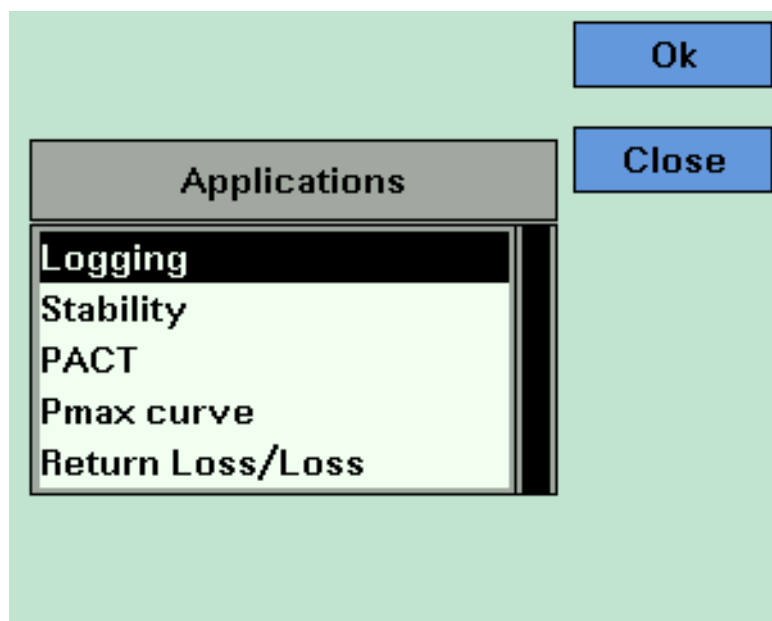 Ok
Close
Applications
Logging
Stability
PACT
Pmax curve
Return Loss/Loss